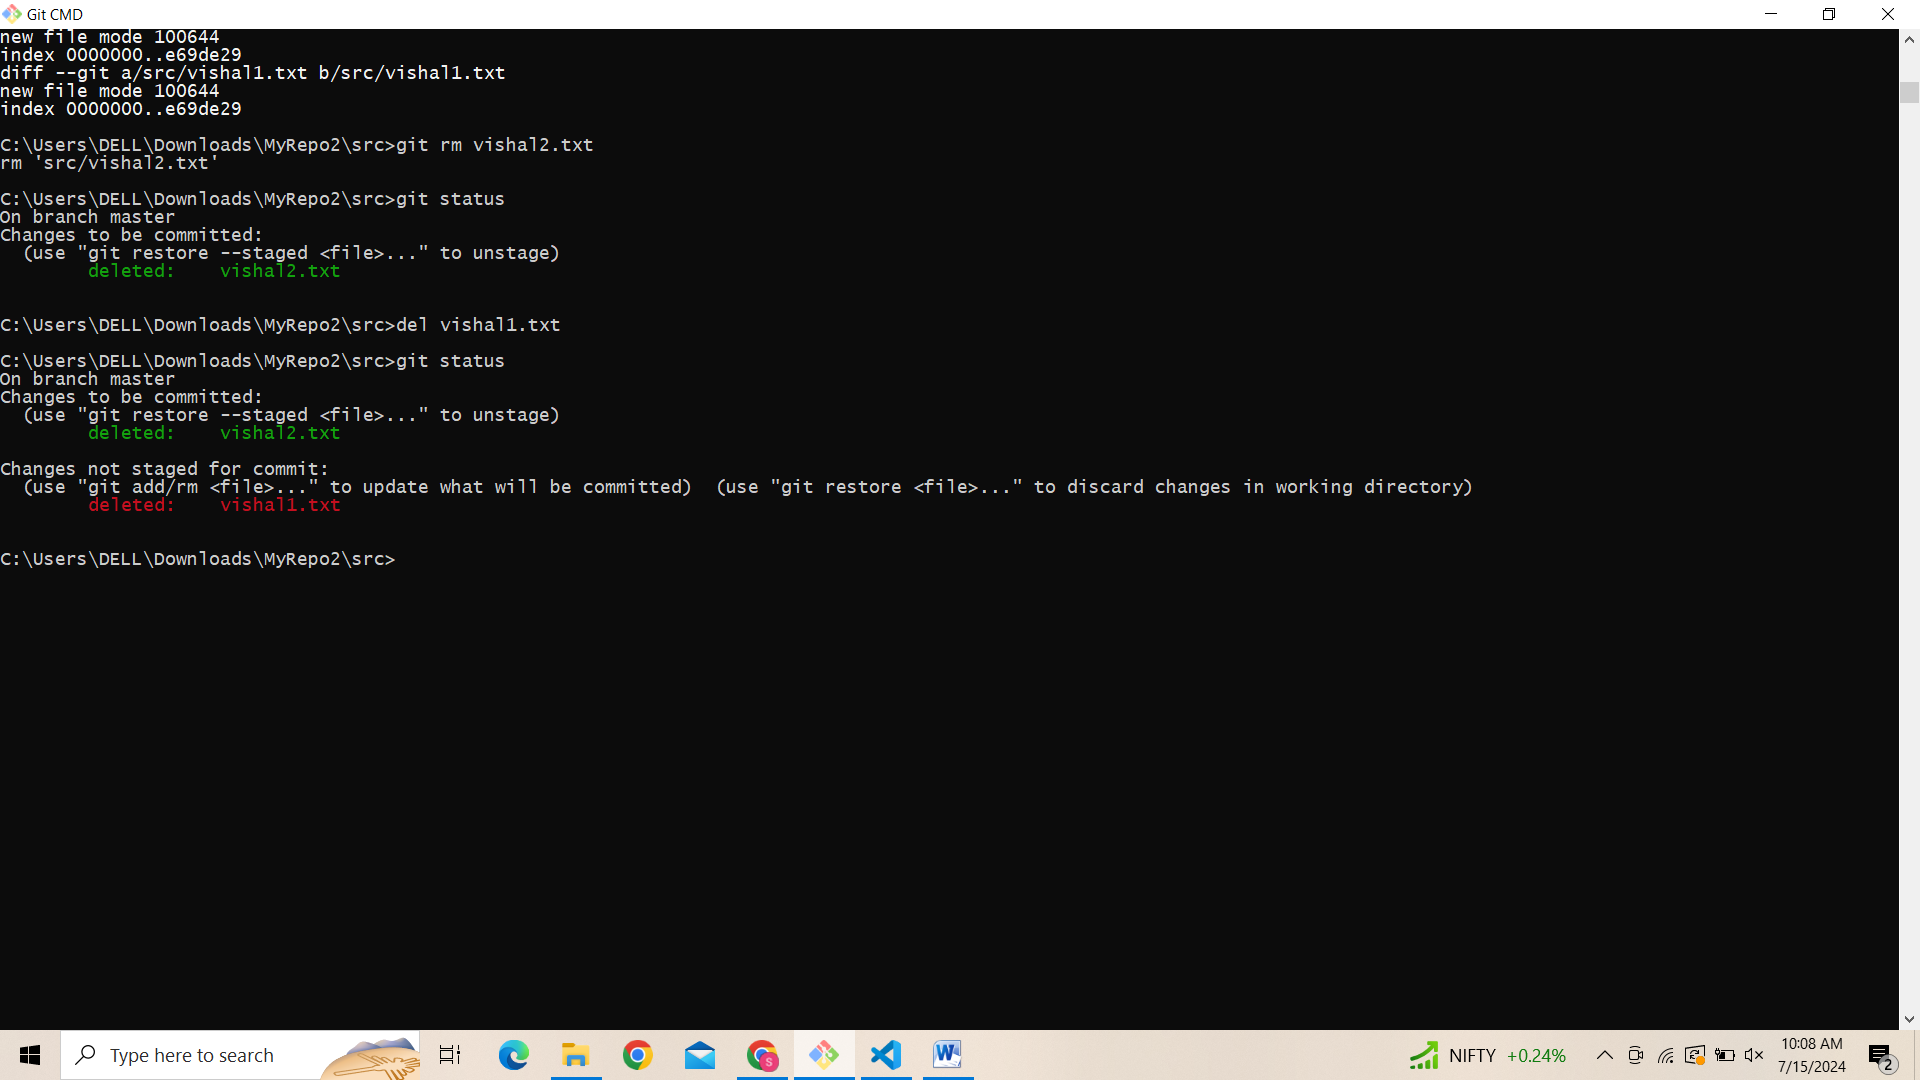 Git CMD
new file mode 100644
index 0000000..e69de29
diff --git a/src/vishal1.txt b/src/vishal1.txt
new file mode 100644
index 0000000..e69de29
C:\Users\DELL\Downloads\MyRepo2\src>git rm vishal2.txt
rm 'src/vishal2.txt'
C:\Users\DELL\Downloads\MyRepo2\src>git status
On branch master
Changes to be committed:
  (use "git restore --staged <file>..." to unstage)
        deleted:    vishal2.txt
C:\Users\DELL\Downloads\MyRepo2\src>del vishal1.txt
C:\Users\DELL\Downloads\MyRepo2\src>git status
On branch master
Changes to be committed:
  (use "git restore --staged <file>..." to unstage)
        deleted:    vishal2.txt
Changes not staged for commit:
  (use "git add/rm <file>..." to update what will be committed)  (use "git restore <file>..." to discard changes in working directory)
        deleted:    vishal1.txt
C:\Users\DELL\Downloads\MyRepo2\src>
Type here to search
S
W
NIFTY +0.24%
10:08 AM
7/15/2024
2